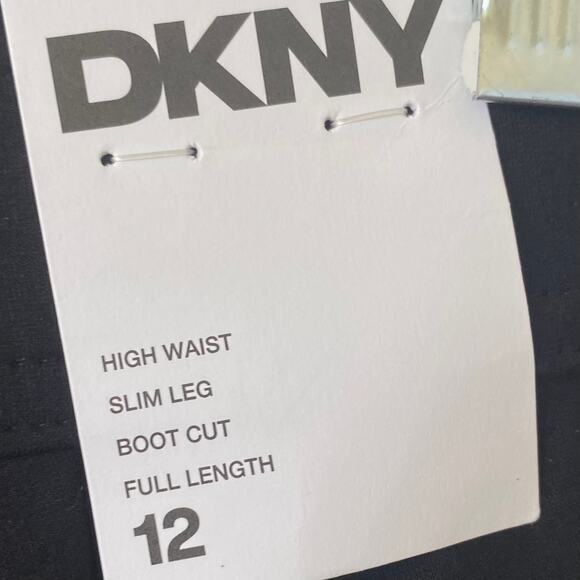 DKNY
HIGH WAIST
SLIM LEG
BOOT CUT
FULL LENGTH
12